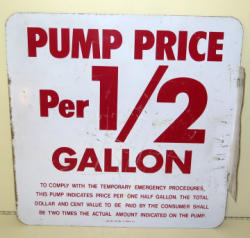 PUMP PRICE
Per 1/2
GALLON
TO COMPLY WITH THE TEMPORARY EMERGENCY PROCEDURES,
THIS PUMP INDICATES PRICE PER ONE HALF GALLON. THE TOTAL
DOLLAR AND CENT VALUE TO BE PAID BY THE CONSUMER SHALL
BE TWO TIMES THE ACTUAL AMOUNT INDICATED ON THE PUMP.